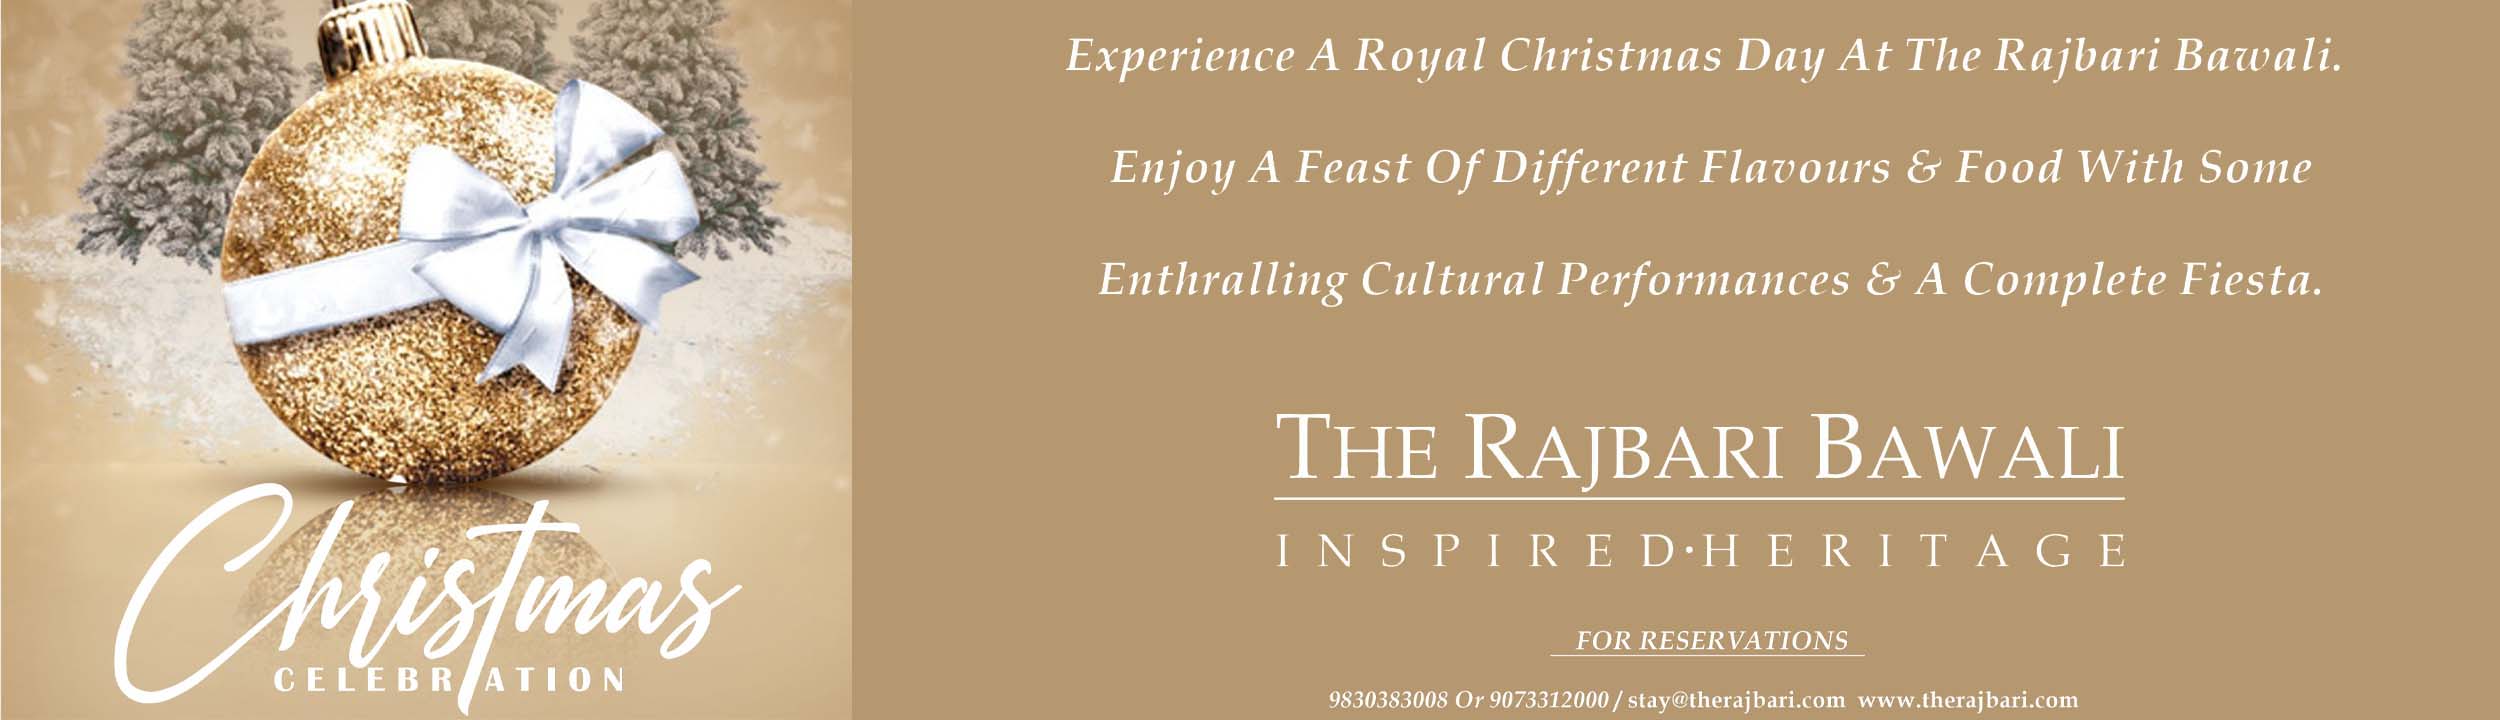 Christmas
CELEBRATION
Experience A Royal Christmas Day At The Rajbari Bawali.
Enjoy A Feast Of Different Flavours & Food With Some
Enthralling Cultural Performances & A Complete Fiesta.
THE RAJBARI BAWALI
INSPIRED•HERITAGE
FOR RESERVATIONS
9830383008 Or 9073312000 / stay@therajbari.com www.therajbari.com